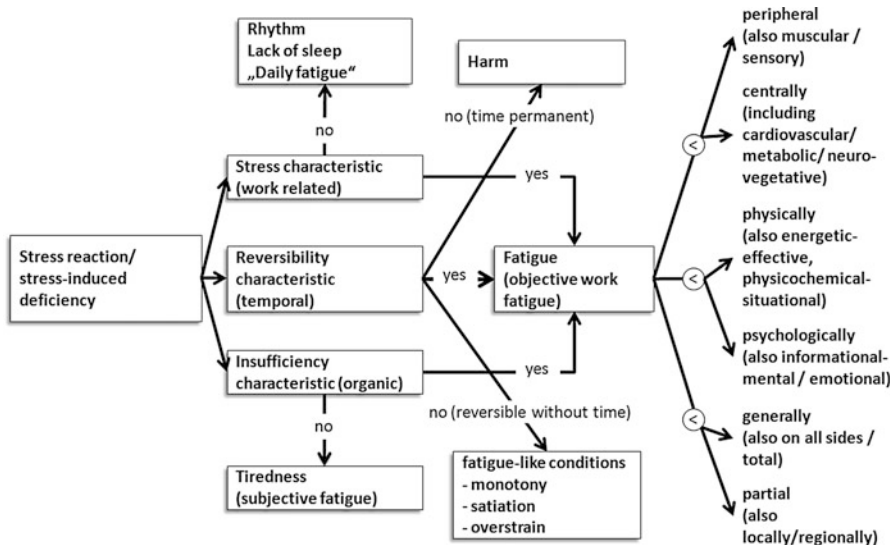 Rhythm
Lack of sleep
„Daily fatigue“
Harm
peripheral
(also muscular /
sensory)
no
no (time permanent)
centrally
(including
cardiovascular/
metabolic/ neuro-
vegetative)
<
Stress characteristic
(work related)
yes
Stress reaction/
stress-induced
deficiency
Reversibility
characteristic
(temporal)
yes
Fatigue
(objective work
fatigue)
<
physically
(also energetic-
effective,
physicochemical-
situational)
Insufficiency
characteristic (organic)
yes
psychologically
(also informational-
mental / emotional)
no
no (reversible without time)
<
generally
(also on all sides /
total)
Tiredness
(subjective fatigue)
fatigue-like conditions
- monotony
- satiation
- overstrain
partial
(also
locally/regionally)